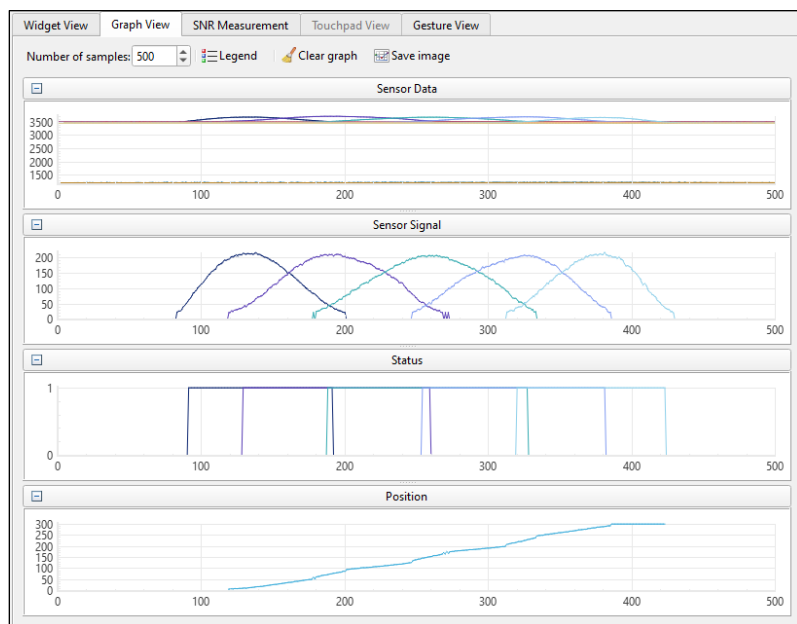 Widget View Graph View SNR Measurement Touchpad View Gesture View
Number of samples: 500 Legend Clear graph Save image
Sensor Data
3500
3000
2500
2000
1500
0 100 200 300 400 500
Sensor Signal
200
150
100
50
0
0 100 200 300 400 500
Status
1
0
0 100 200 300 400 500
Position
300
250
200
150
100
50
0
0 100 200 300 400 500